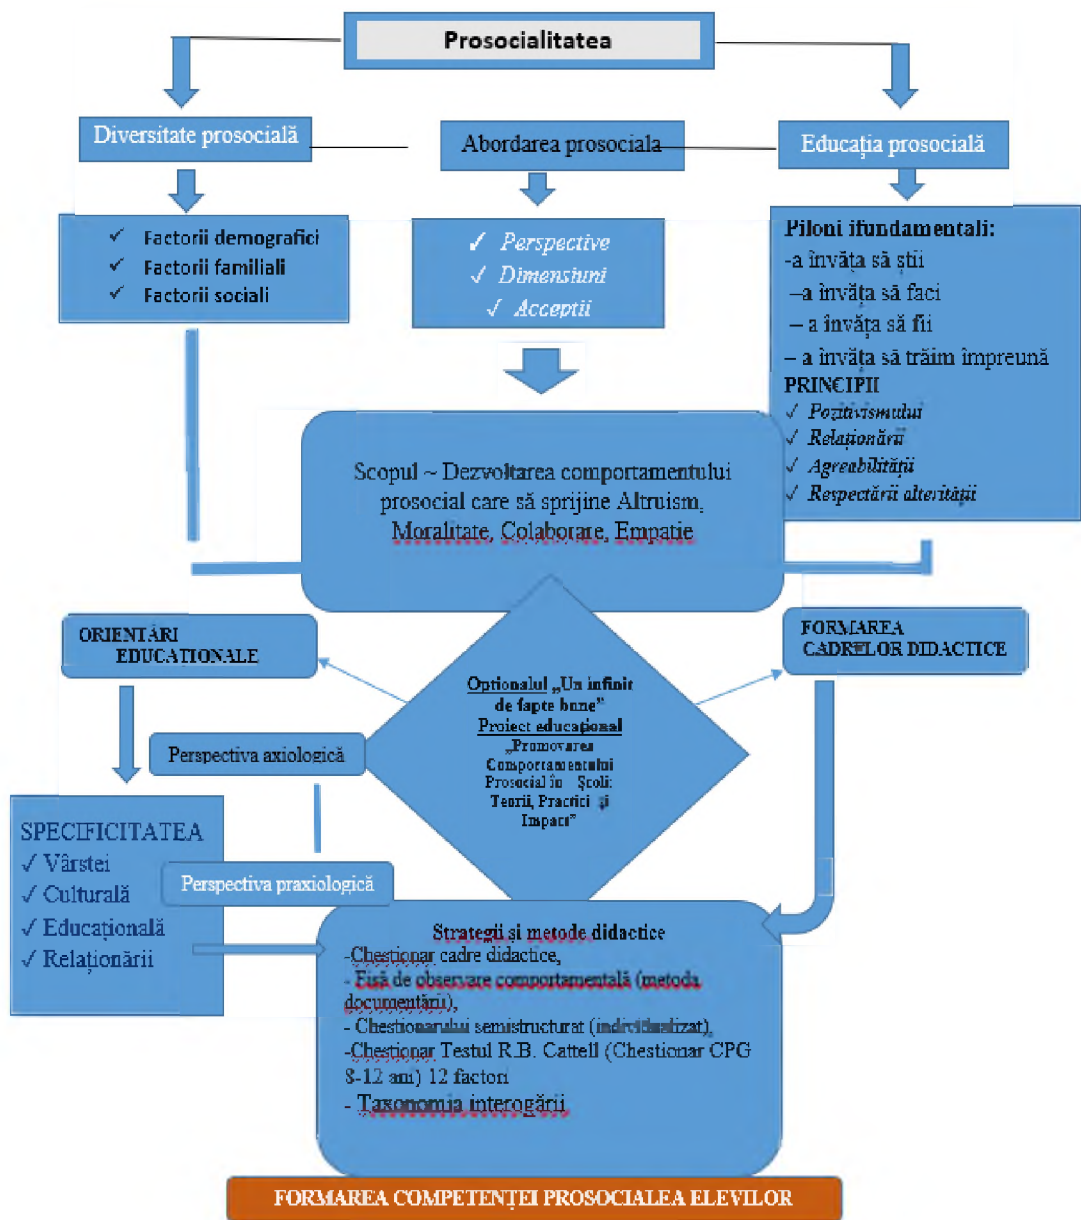 Prosocialitatea
Diversitate prosocială
Abordarea prosociala
Educația prosocială
✓ Factorii demografici
✓ Factorii familiali
✓ Factorii sociali
✓ Perspective
✓ Dimensiuni
✓ Acceptii
Piloni ifundamentali:
-a învăța să știi
–a învăța să faci
– a învăța să fii
– a învăța să trăim împreună
PRINCIPII
✓ Pozitivismului
✓ Relaționării
✓ Agreabilității
✓ Respectării alterității
Scopul ~ Dezvoltarea comportamentului
prosocial care să sprijine Altruism,
Moralitate, Colaborare, Empatie
ORIENTĂRI
EDUCATIONALE
FORMAREA
CADRELOR DIDACTICE
Optionalul „Un infinit
de fapte bune”
Proiect educațional
„Promovarea
Comportamentului
Prosocial în Școli:
Teorii, Practici și
Impact”
Perspectiva axiologică
SPECIFICITATEA
✓ Vârstei
✓ Culturală
✓ Educațională
✓ Relaționării
Perspectiva praxiologică
Strategii si metode didactice
-Chestionar cadre didactice,
- Fisă de observare comportamentală (metoda
documentării),
- Chestionarului semistructurat (individualizat),
-Chestionar Testul R.B. Cattell (Chestionar CPG
8-12 ani) 12 factori
- Taxonomia interogării
FORMAREA COMPETENȚEI PROSOCIALEA ELEVILOR